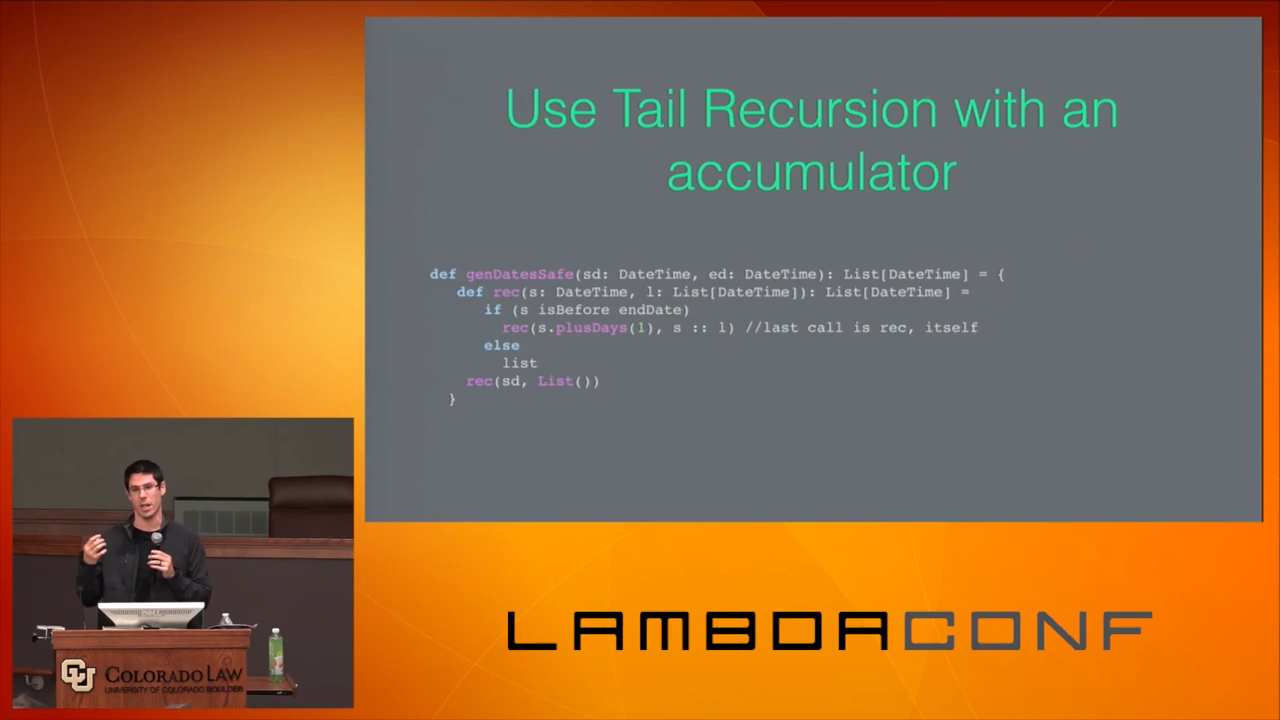 Use Tail Recursion with an
accumulator
def genDatesSafe(sd: DateTime, ed: DateTime): List[DateTime] = {
def rec(s: DateTime, l: List[DateTime]): List[DateTime] =
if (s isBefore endDate)
rec(s.plusDays(1), s :: l) //last call is rec, itself
else
list
rec(sd, List())
}
LAMBDACONF
CU
COLORADO LAW
UNIVERSITY OF COLORADO BOULDER